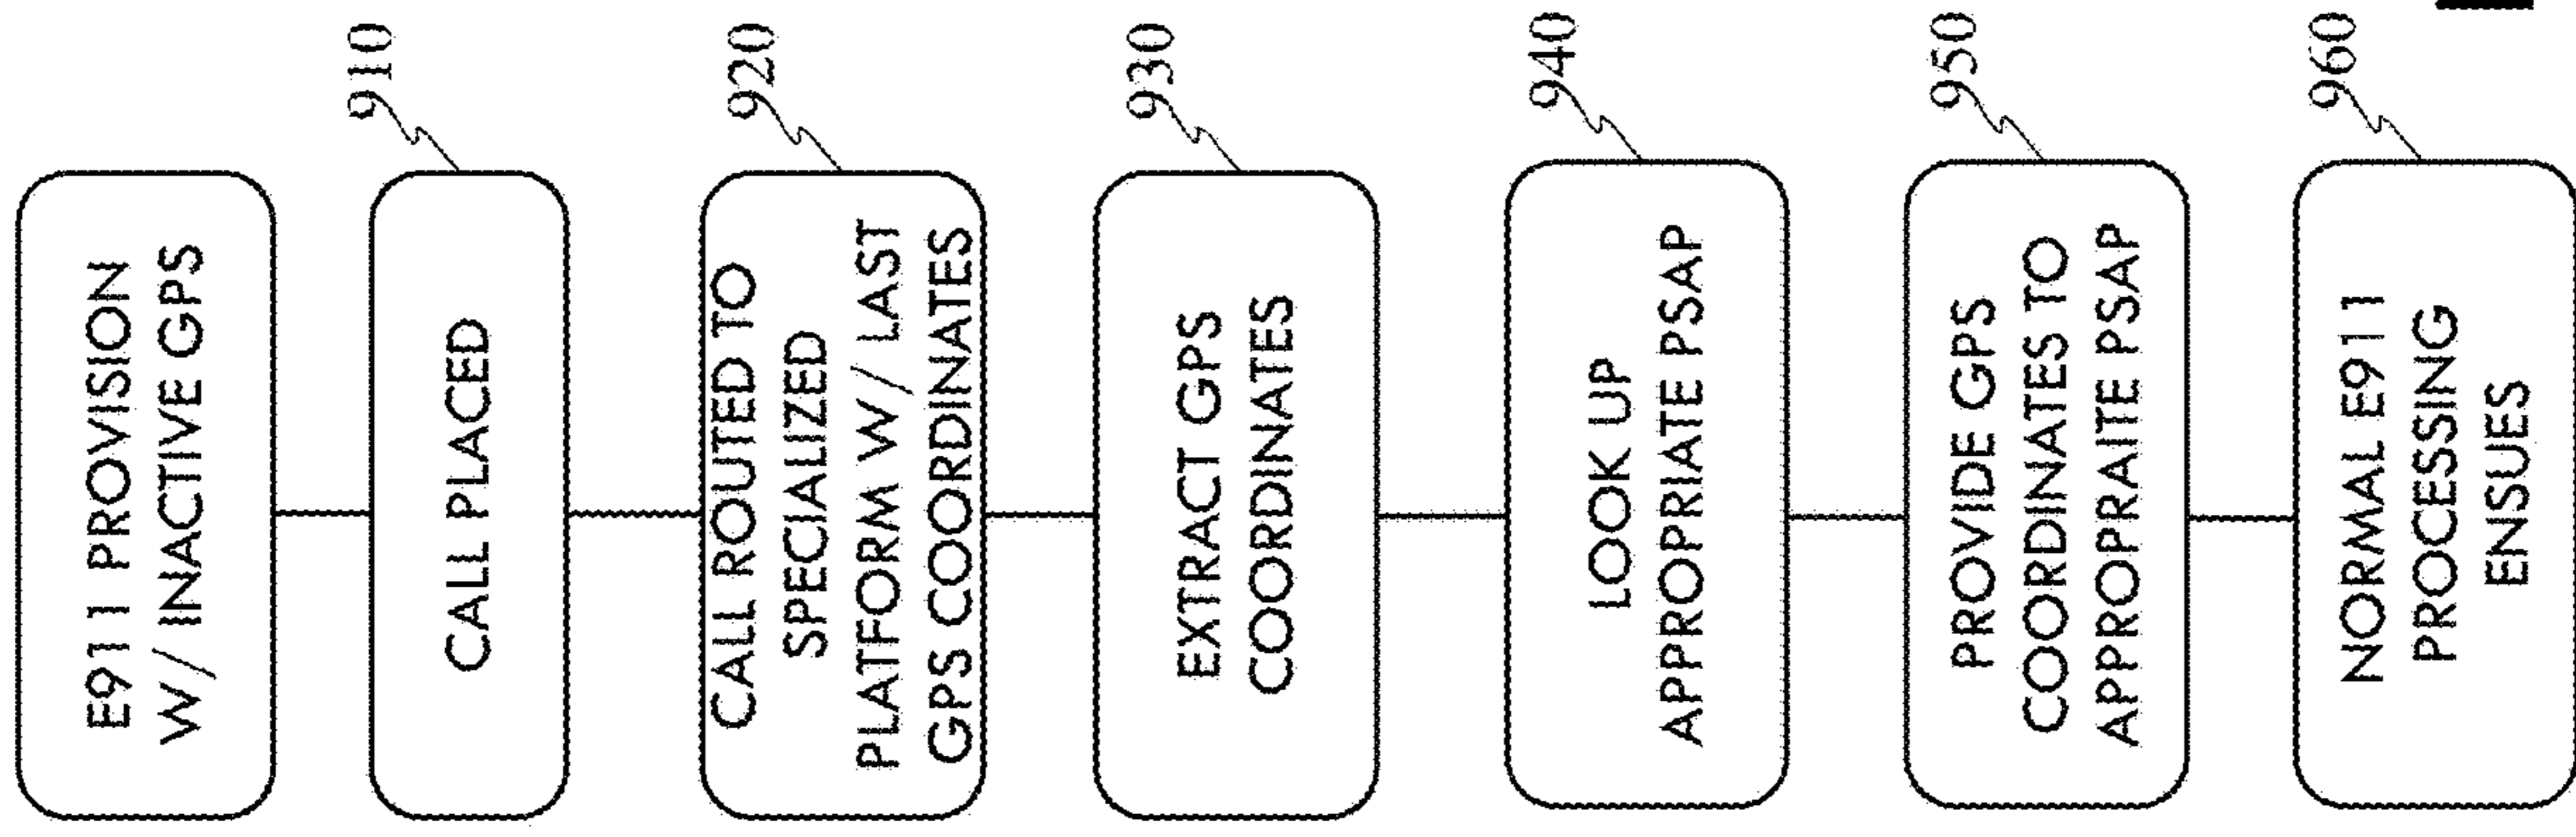 E911 PROVISION
W/ INACTIVE GPS
910
CALL PLACED
920
CALL ROUTED TO
SPECIALIZED
PLATFORM W/ LAST
GPS COORDINATES
930
EXTRACT GPS
COORDINATES
940
LOOK UP
APPROPRIATE PSAP
950
PROVIDE GPS
COORDINATES TO
APPROPRAITE PSAP
960
NORMAL E911
PROCESSING
ENSUES